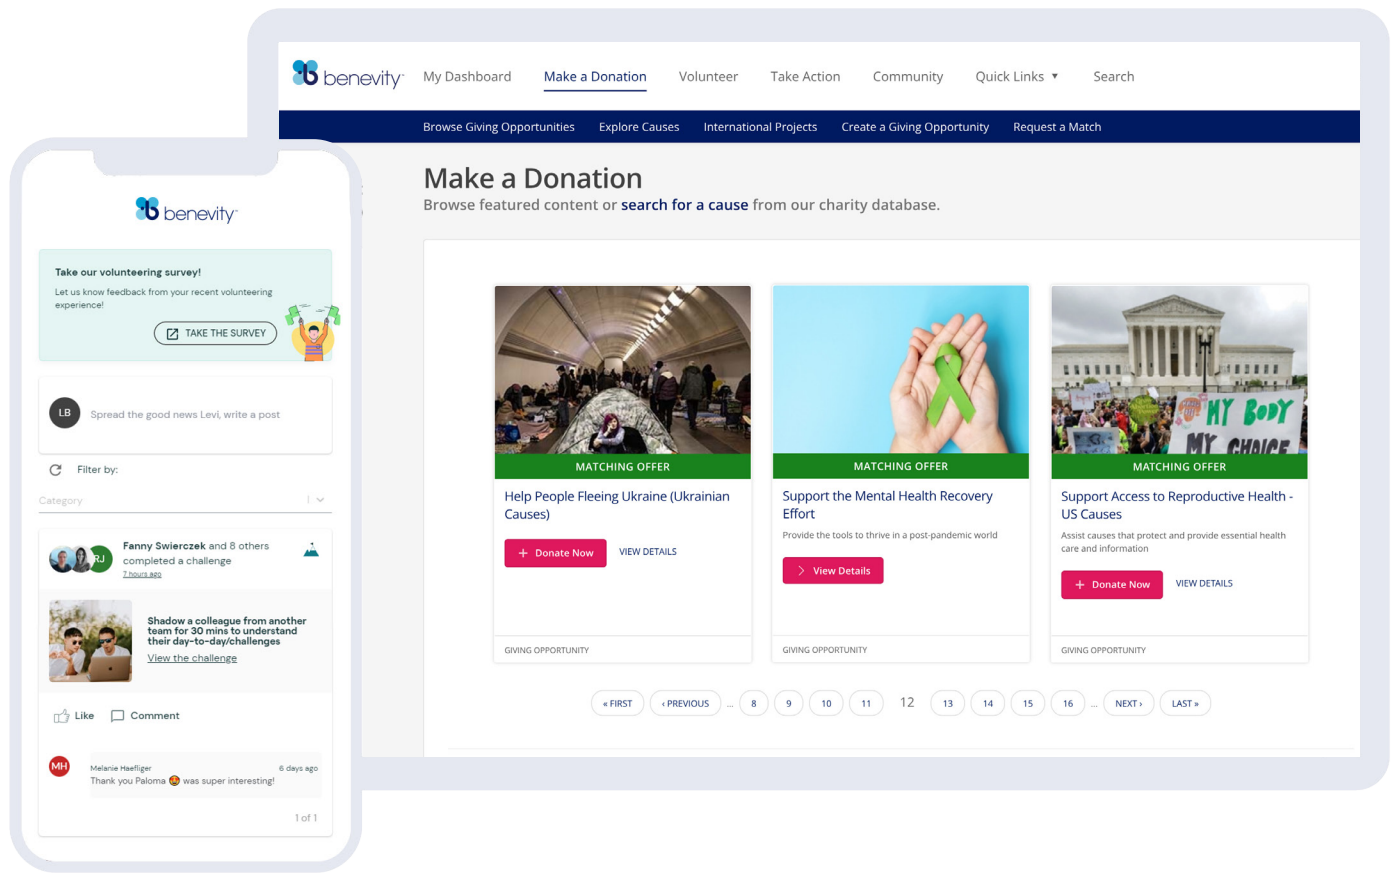 benevity
My Dashboard
Make a Donation
Volunteer
Take Action
Community
Quick Links ▼
Search
Browse Giving Opportunities
Explore Causes
International Projects
Create a Giving Opportunity
Request a Match
Make a Donation
Browse featured content or search for a cause from our charity database.
MATCHING OFFER
Help People Fleeing Ukraine (Ukrainian
Causes)
+ Donate Now
VIEW DETAILS
GIVING OPPORTUNITY
MATCHING OFFER
Support the Mental Health Recovery
Effort
Provide the tools to thrive in a post-pandemic world
> View Details
GIVING OPPORTUNITY
MY BODY
MY CHOICE
MATCHING OFFER
Support Access to Reproductive Health -
US Causes
Assist causes that protect and provide essential health
care and information
+ Donate Now
VIEW DETAILS
GIVING OPPORTUNITY
« FIRST ‹ PREVIOUS ... 8 9 10 11 12 13 14 15 16 ... NEXT › LAST »
benevity
Take our volunteering survey!
Let us know feedback from your recent volunteering
experience!
TAKE THE SURVEY
LB
Spread the good news Levi, write a post
Filter by:
Category
RJ
Fanny Swierczek and 8 others
completed a challenge
7 hours ago
Shadow a colleague from another
team for 30 mins to understand
their day-to-day/challenges
View the challenge
Like
Comment
MH
Melanie Haefliger
6 days ago
Thank you Paloma 😍 was super interesting!
1 of 1